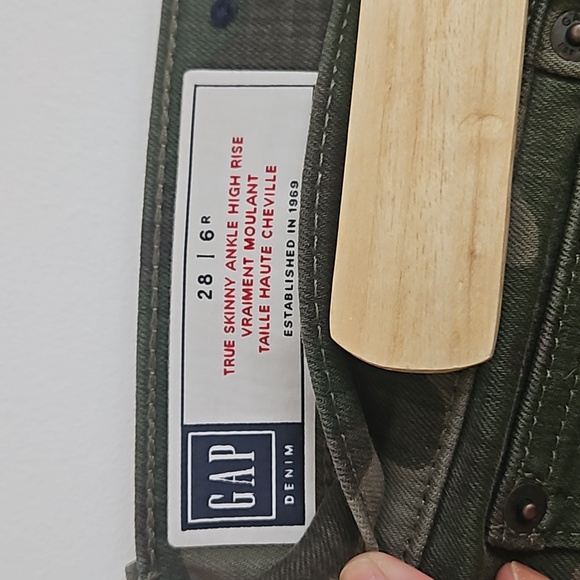 28 | 6R
TRUE SKINNY ANKLE HIGH RISE
VRAIMENT MOULANT
TAILLE HAUTE CHEVILLE
ESTABLISHED IN 1969
GAP
DENIM